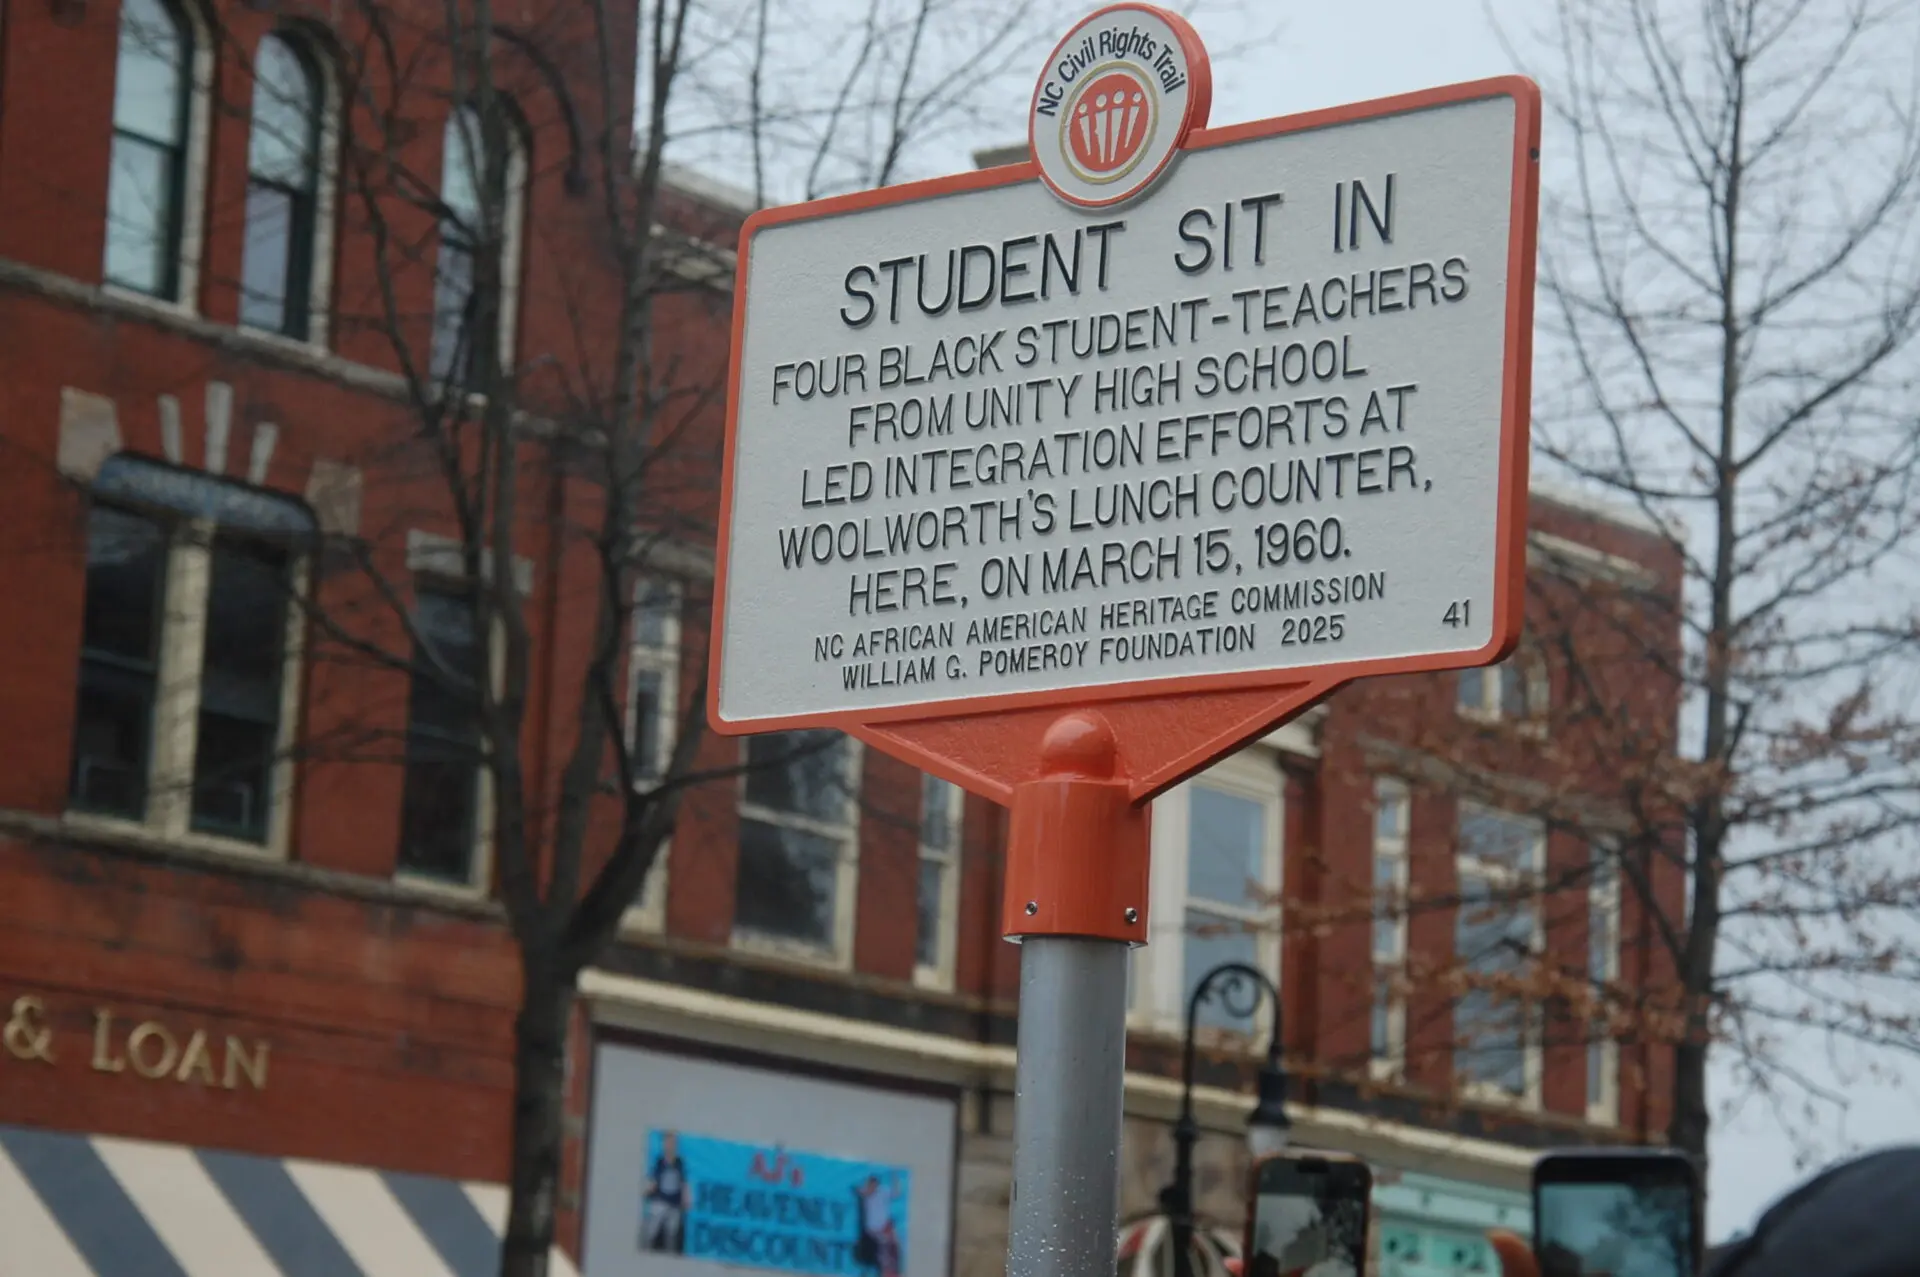 NC Civil Rights Trail
STUDENT SIT IN
FOUR BLACK STUDENT-TEACHERS
FROM UNITY HIGH SCHOOL
LED INTEGRATION EFFORTS AT
WOOLWORTH'S LUNCH COUNTER,
HERE, ON MARCH 15, 1960.
NC AFRICAN AMERICAN HERITAGE COMMISSION
WILLIAM G. POMEROY FOUNDATION 2025
41
& LOAN
AJ's
HEAVENLY
DISCOUNT